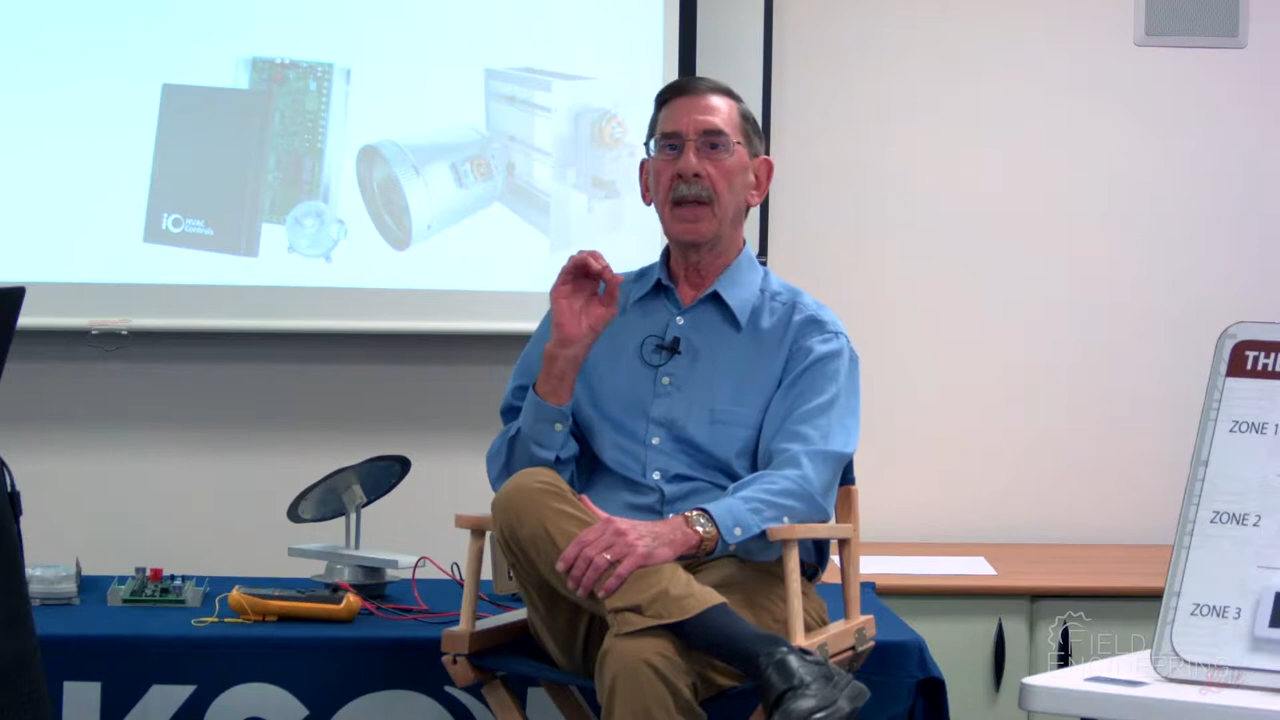 iO HVAC
Controls
THE
ZONE 1
ZONE 2
ZONE 3
FIELD
ENGINEERING